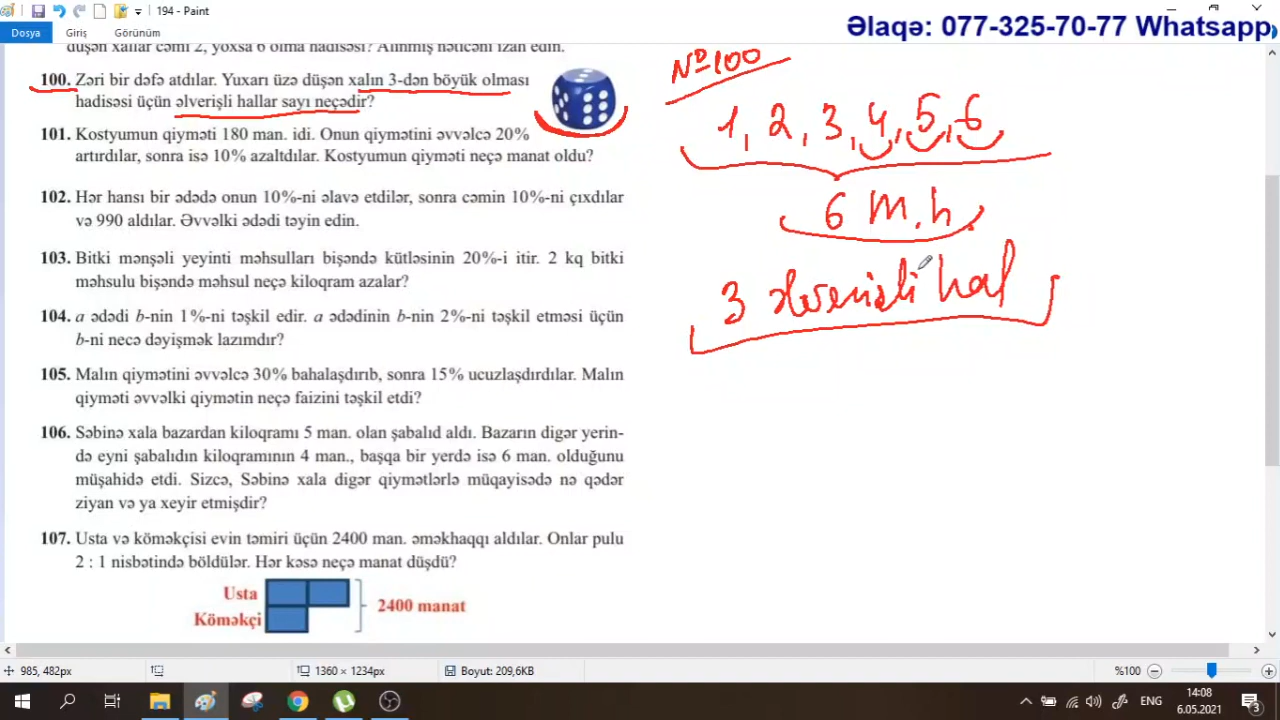 194 - Paint
Əlaqə: 077-325-70-77 Whatsapp
Dosya Giriş Görünüm
düşən xallar cəmi 2, yoxsa 6 olma hadisəsi? Alınmış nəticəni izah edin.
100. Zəri bir dəfə atdılar. Yuxarı üzə düşən xalın 3-dən böyük olması
hadisəsi üçün əlverişli hallar sayı neçədir?
101. Kostyumun qiyməti 180 man. idi. Onun qiymətini əvvəlcə 20%
artırdılar, sonra isə 10% azaltdılar. Kostyumun qiyməti neçə manat oldu?
102. Hər hansı bir ədədə onun 10%-ni əlavə etdilər, sonra cəmin 10%-ni çıxdılar
və 990 aldılar. Əvvəlki ədədi təyin edin.
103. Bitki mənşəli yeyinti məhsulları bişəndə kütləsinin 20%-i itir. 2 kq bitki
məhsulu bişəndə məhsul neçə kiloqram azalar?
104. a ədədi b-nin 1%-ni təşkil edir. a ədədinin b-nin 2%-ni təşkil etməsi üçün
b-ni necə dəyişmək lazımdır?
105. Malın qiymətini əvvəlcə 30% bahalaşdırıb, sonra 15% ucuzlaşdırdılar. Malın
qiyməti əvvəlki qiymətin neçə faizini təşkil etdi?
106. Səbinə xala bazardan kiloqramı 5 man. olan şabalıd aldı. Bazarın digər yerin-
də eyni şabalıdın kiloqramının 4 man., başqa bir yerdə isə 6 man. olduğunu
müşahidə etdi. Sizcə, Səbinə xala digər qiymətlərlə müqayisədə nə qədər
ziyan və ya xeyir etmişdir?
107. Usta və köməkçisi evin təmiri üçün 2400 man. əməkhaqqı aldılar. Onlar pulu
2 : 1 nisbətində böldülər. Hər kəsə neçə manat düşdü?
Usta
Köməkçi
2400 manat
№100
1, 2, 3, 4, 5, 6
6 m.h.
3 əlverişli hal
985, 482px 1360 × 1234px Boyut: 209,6KB %100
ENG 14:08
6.05.2021
3